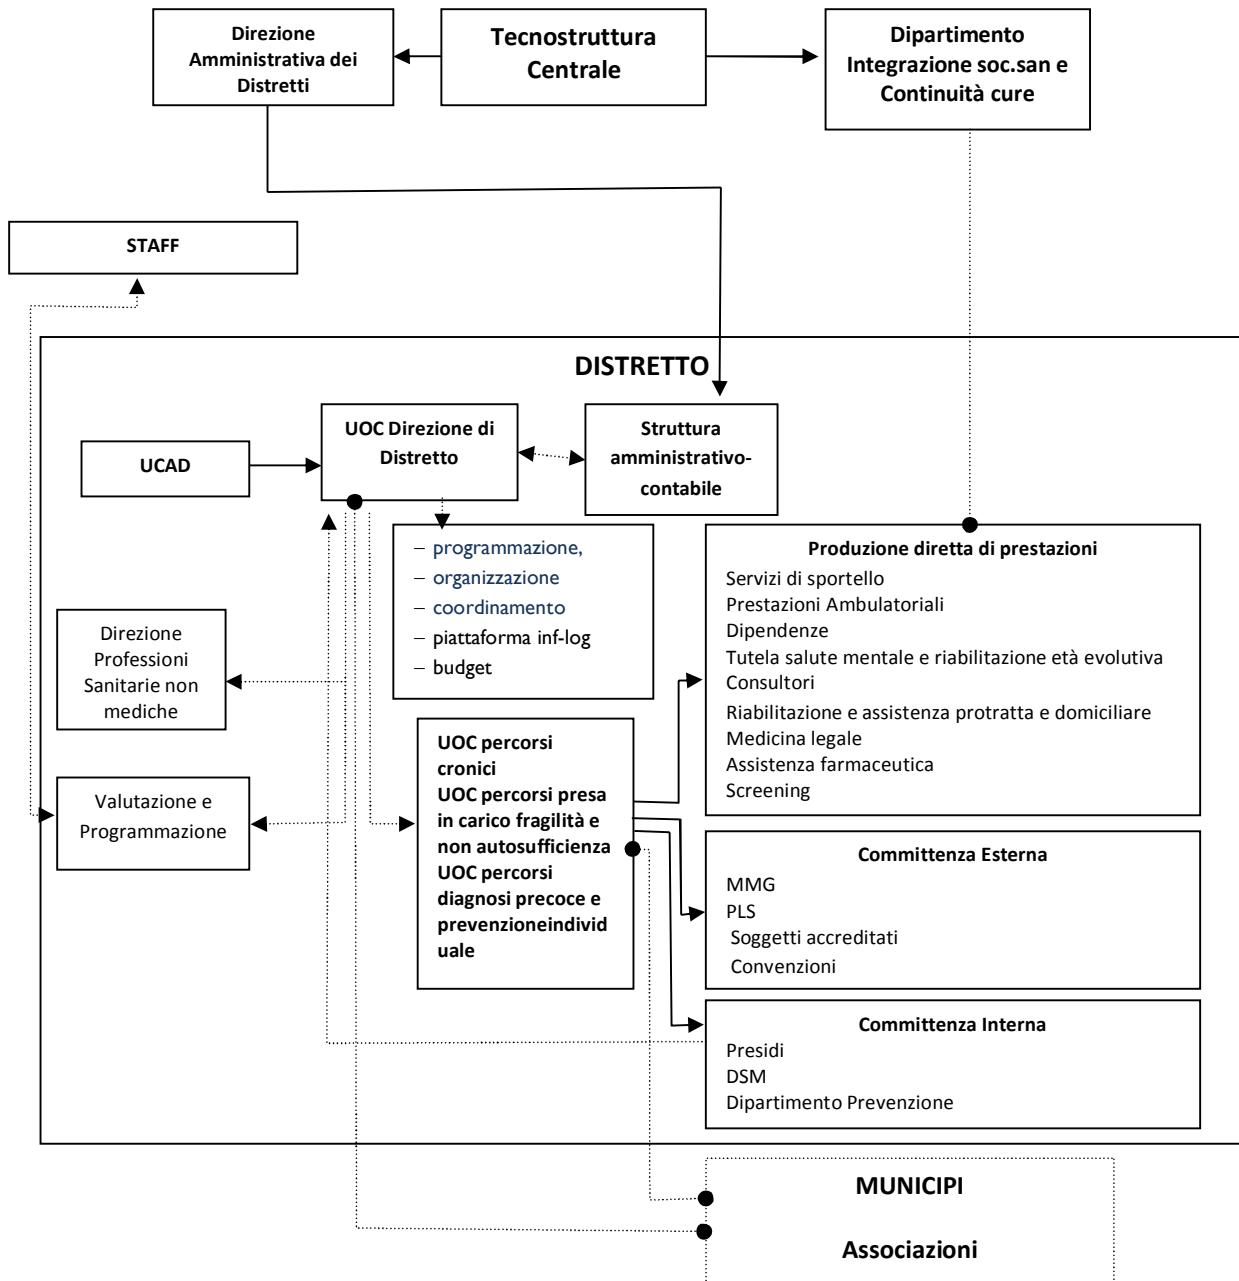 Direzione
Amministrativa dei
Distretti
Tecnostruttura
Centrale
Dipartimento
Integrazione soc.san e
Continuità cure
STAFF
DISTRETTO
UCAD
UOC Direzione di
Distretto
Struttura
amministrativo-
contabile
– programmazione,
– organizzazione
– coordinamento
– piattaforma inf-log
– budget
Produzione diretta di prestazioni
Servizi di sportello
Prestazioni Ambulatoriali
Dipendenze
Tutela salute mentale e riabilitazione età evolutiva
Consultori
Riabilitazione e assistenza protratta e domiciliare
Medicina legale
Assistenza farmaceutica
Screening
Direzione
Professioni
Sanitarie non
mediche
Valutazione e
Programmazione
UOC percorsi
cronici
UOC percorsi presa
in carico fragilità e
non autosufficienza
UOC percorsi
diagnosi precoce e
prevenzioneindivid
uale
Committenza Esterna
MMG
PLS
Soggetti accreditati
Convenzioni
Committenza Interna
Presidi
DSM
Dipartimento Prevenzione
MUNICIPI
Associazioni